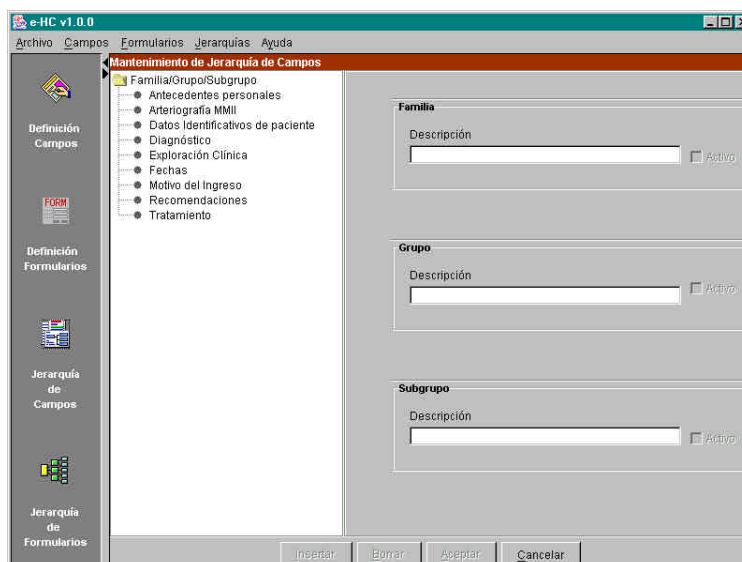 e-HC v1.0.0
Archivo Campos Formularios Jerarquías Ayuda
Mantenimiento de Jerarquía de Campos
Definición
Campos
FORM
Definición
Formularios
Jerarquía
de
Campos
Jerarquía
de
Formularios
Familia/Grupo/Subgrupo
Antecedentes personales
Arteriografía MMII
Datos Identificativos de paciente
Diagnóstico
Exploración Clínica
Fechas
Motivo del Ingreso
Recomendaciones
Tratamiento
Familia
Descripción
Activo
Grupo
Descripción
Activo
Subgrupo
Descripción
Activo
Insertar Borrar Aceptar Cancelar